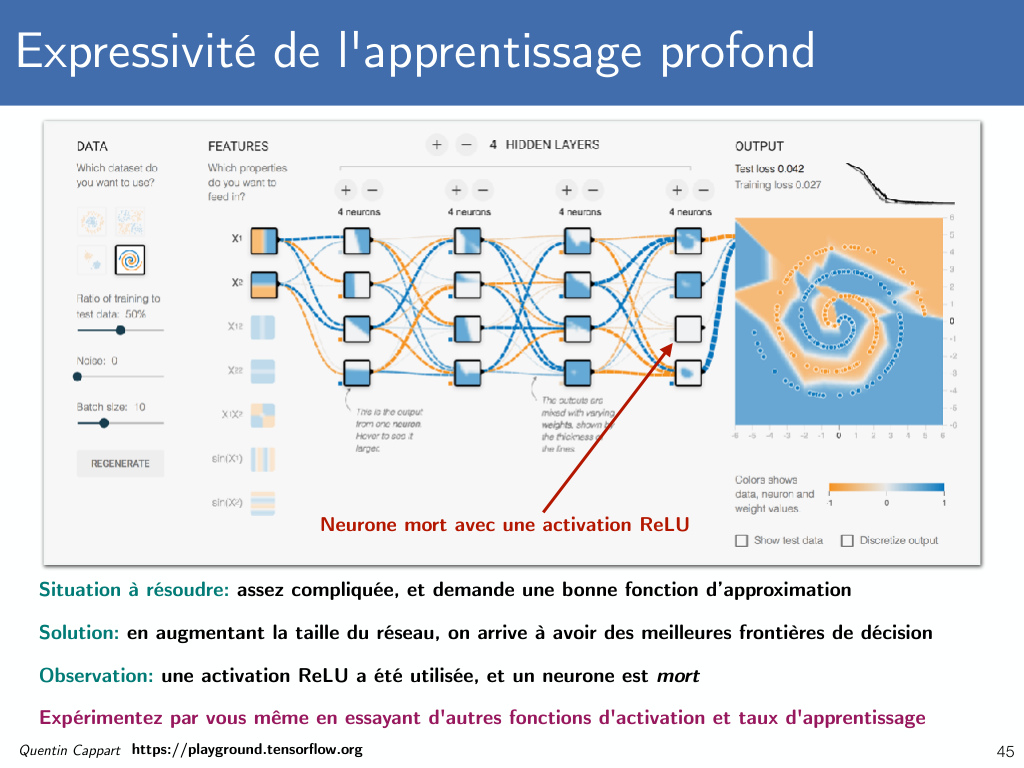 Expressivité de l'apprentissage profond
DATA
Which dataset do
you want to use?
Ratio of training to
test data: 50%
Noise: 0
Batch size: 10
REGENERATE
FEATURES
Which properties
do you want to
feed in?
X1
X2
X12
X22
X1X2
sin(X1)
sin(X2)
+ − 4 HIDDEN LAYERS
+ − + − + − + −
4 neurons 4 neurons 4 neurons 4 neurons
This is the output
from one neuron.
Hover to see it
larger.
The outputs are
mixed with varying
weights, shown by
the thickness of
the lines
Neurone mort avec une activation ReLU
OUTPUT
Test loss 0.042
Training loss 0.027
6
5
4
3
2
1
0
-1
-2
-3
-4
-5
-6
-6 -5 -4 -3 -2 -1 0 1 2 3 4 5 6
Colors shows
data, neuron and
weight values.
-1 0 1
Show test data Discretize output
Situation à résoudre: assez compliquée, et demande une bonne fonction d'approximation
Solution: en augmentant la taille du réseau, on arrive à avoir des meilleures frontières de décision
Observation: une activation ReLU a été utilisée, et un neurone est mort
Expérimentez par vous même en essayant d'autres fonctions d'activation et taux d'apprentissage
Quentin Cappart https://playground.tensorflow.org
45